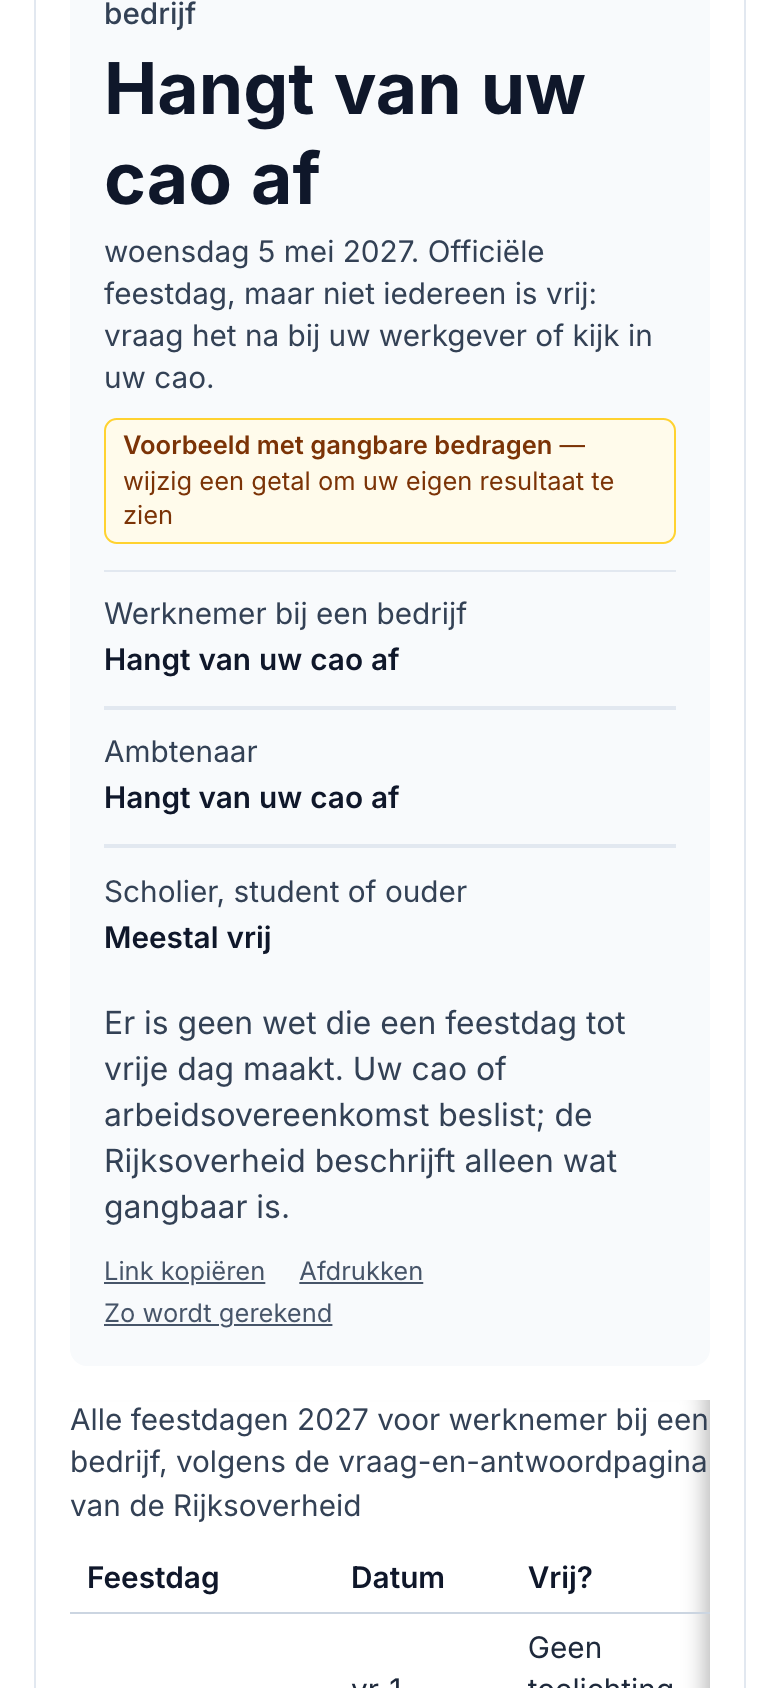 bedrijf
Hangt van uw
cao af
woensdag 5 mei 2027. Officiële
feestdag, maar niet iedereen is vrij:
vraag het na bij uw werkgever of kijk in
uw cao.
Voorbeeld met gangbare bedragen —
wijzig een getal om uw eigen resultaat te
zien
Werknemer bij een bedrijf
Hangt van uw cao af
Ambtenaar
Hangt van uw cao af
Scholier, student of ouder
Meestal vrij
Er is geen wet die een feestdag tot
vrije dag maakt. Uw cao of
arbeidsovereenkomst beslist; de
Rijksoverheid beschrijft alleen wat
gangbaar is.
Link kopiëren Afdrukken
Zo wordt gerekend
Alle feestdagen 2027 voor werknemer bij een
bedrijf, volgens de vraag-en-antwoordpagina
van de Rijksoverheid
Feestdag Datum Vrij?
Geen
vr 1 toelichting